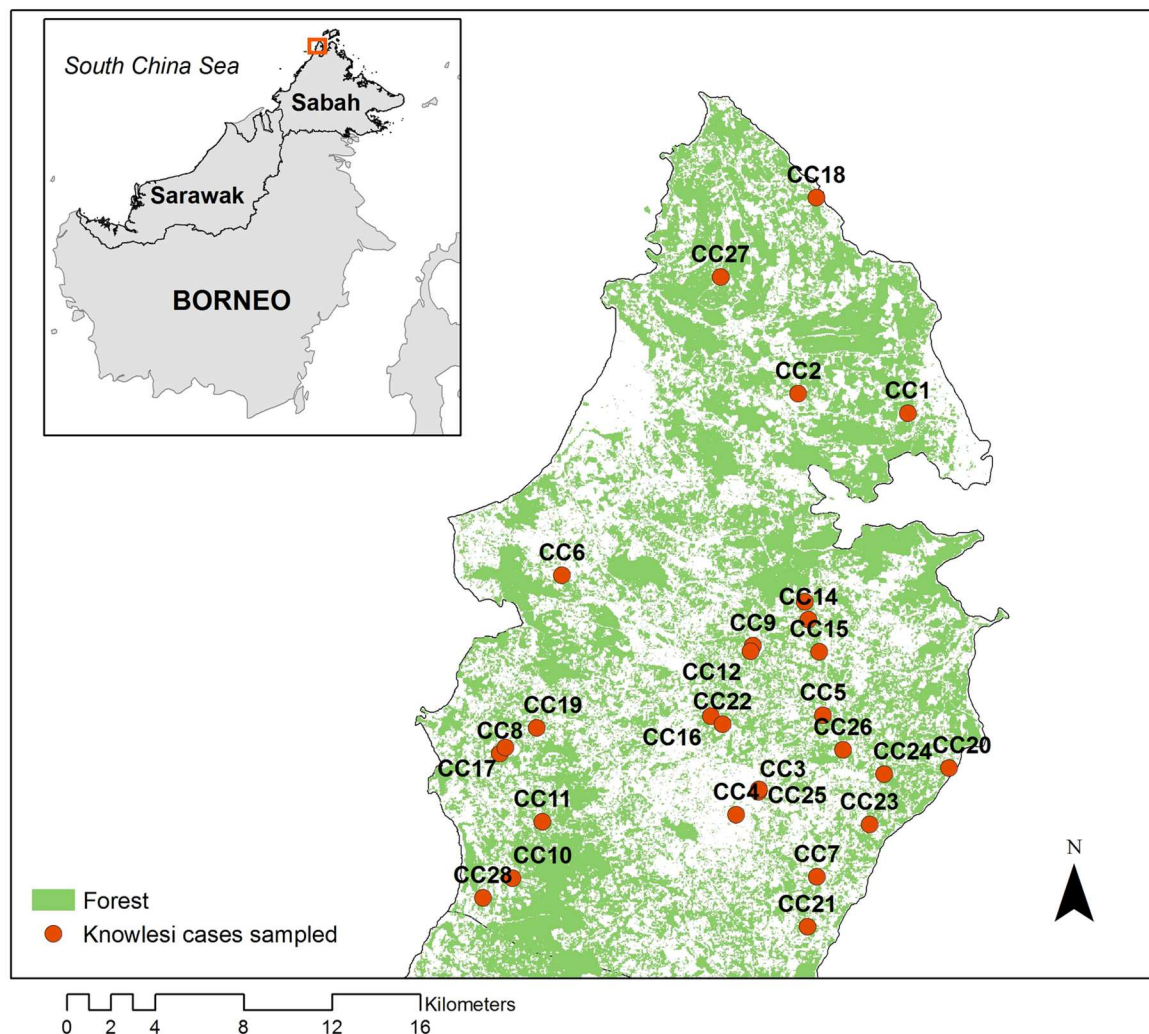 South China Sea
Sabah
Sarawak
BORNEO
CC18
CC27
CC2
CC1
CC6
CC14
CC9
CC15
CC12
CC19
CC22
CC5
CC8
CC16
CC26
CC17
CC24
CC20
CC3
CC4
CC25
CC11
CC23
CC10
CC28
CC7
CC21
N
Forest
Knowlesi cases sampled
Kilometers
0 2 4 8 12 16